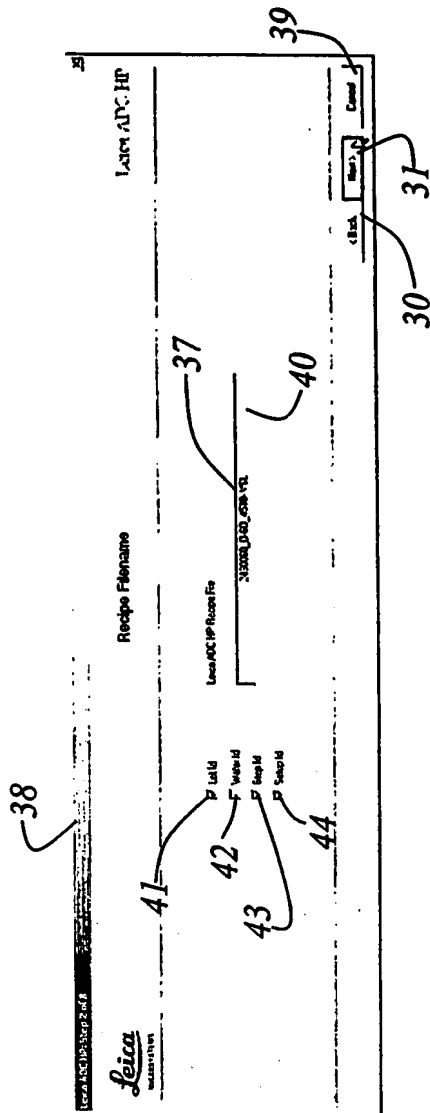 38
Leica ADC HP: Step 2 of 8
Leica
MICROSYSTEMS
Recipe Filename
Leica ADC HP
41
Lot Id
42
Wafer Id
43
Step Id
44
Setup Id
Leica ADC HP Recipe File
37
40
< Back
Next >
Cancel
30
31
39